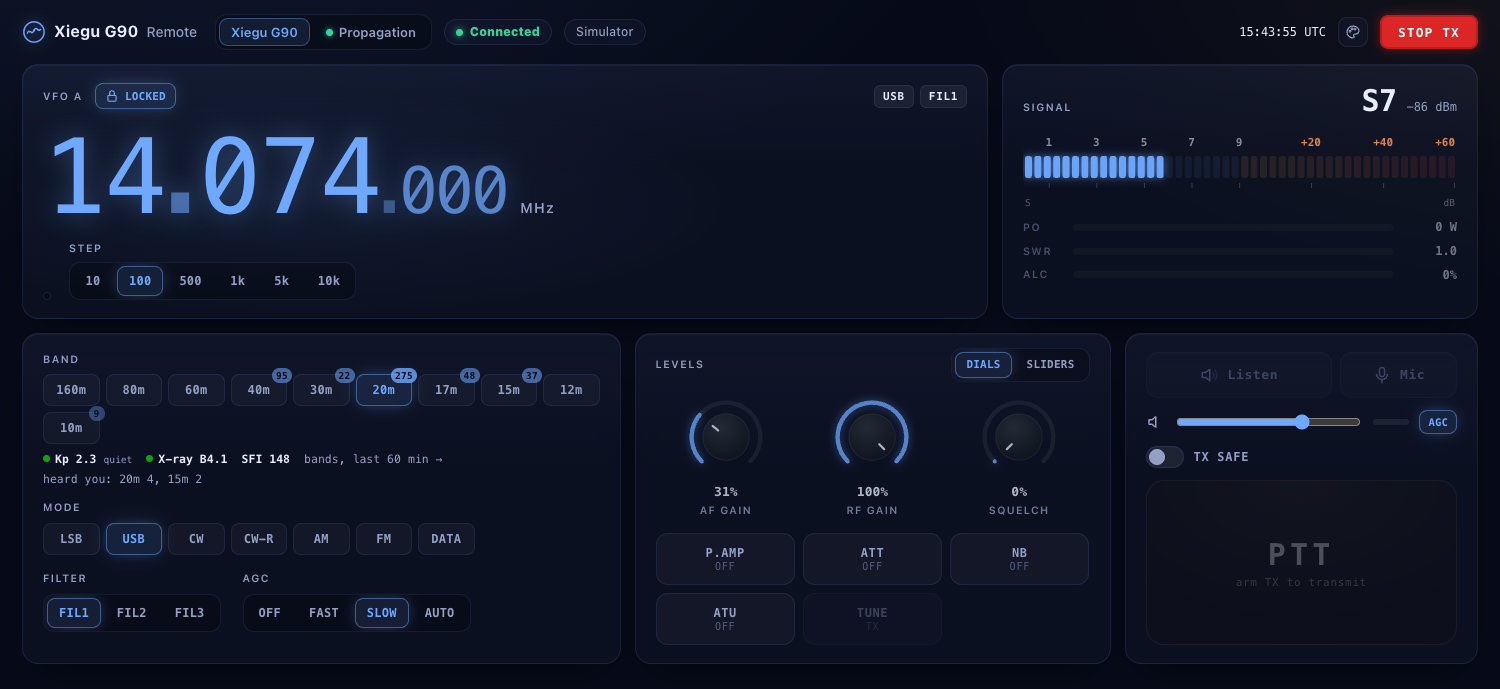 Xiegu G90 Remote Xiegu G90 Propagation Connected Simulator 15:43:55 UTC STOP TX
VFO A LOCKED USB FIL1
14.074.000 MHz
STEP
10 100 500 1k 5k 10k
SIGNAL S7 −86 dBm
1 3 5 7 9 +20 +40 +60
S dB
PO 0 W
SWR 1.0
ALC 0%
BAND
160m 80m 60m 40m 95 30m 22 20m 275 17m 48 15m 37 12m
10m 9
Kp 2.3 quiet X−ray B4.1 SFI 148 bands, last 60 min →
heard you: 20m 4, 15m 2
MODE
LSB USB CW CW−R AM FM DATA
FILTER AGC
FIL1 FIL2 FIL3 OFF FAST SLOW AUTO
LEVELS DIALS SLIDERS
31% 100% 0%
AF GAIN RF GAIN SQUELCH
P.AMP ATT NB
OFF OFF OFF
ATU TUNE
OFF TX
Listen Mic
AGC
TX SAFE
PTT
arm TX to transmit